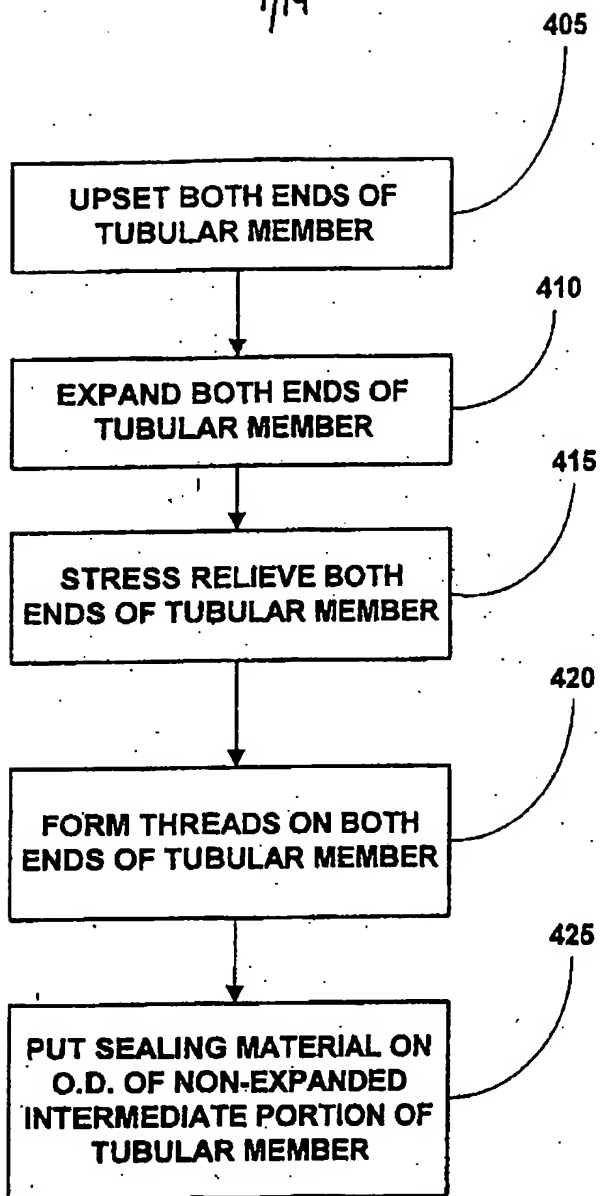 405
UPSET BOTH ENDS OF
TUBULAR MEMBER
410
EXPAND BOTH ENDS OF
TUBULAR MEMBER
415
STRESS RELIEVE BOTH
ENDS OF TUBULAR MEMBER
420
FORM THREADS ON BOTH
ENDS OF TUBULAR MEMBER
425
PUT SEALING MATERIAL ON
O.D. OF NON-EXPANDED
INTERMEDIATE PORTION OF
TUBULAR MEMBER